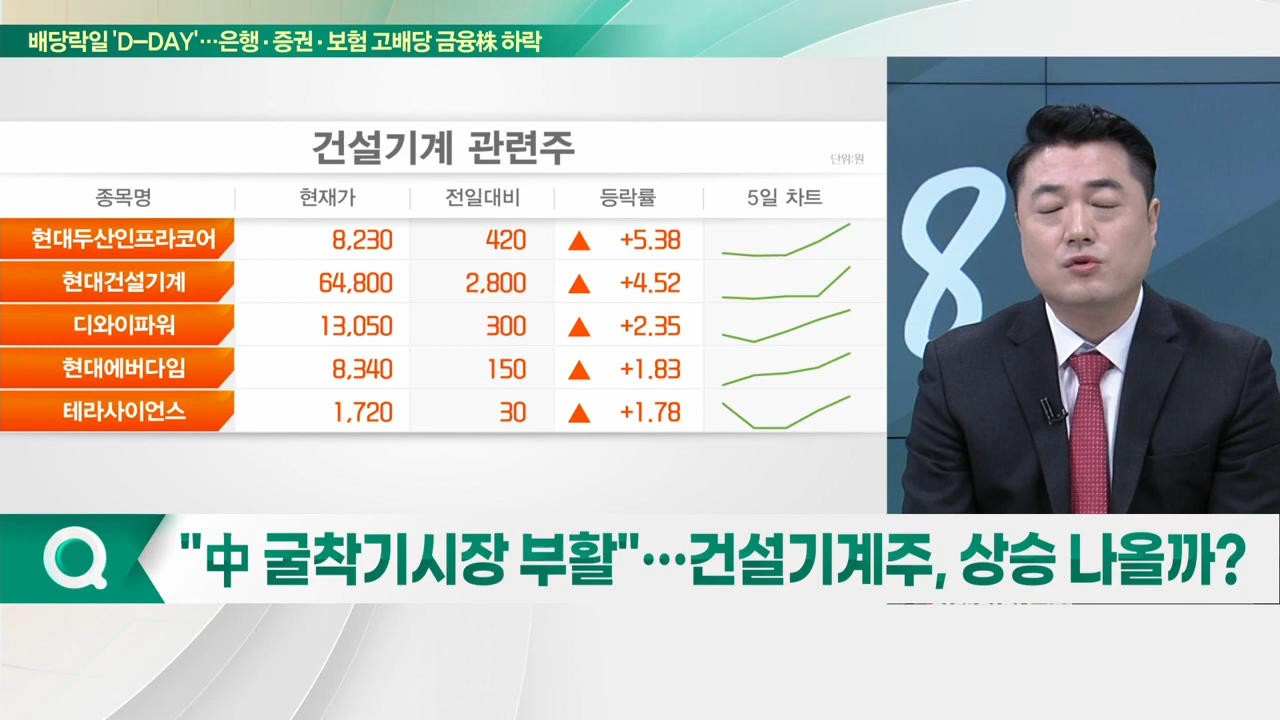 배당락일 'D-DAY'…은행·증권·보험 고배당 금융株 하락
건설기계 관련주
단위:원
종목명 현재가 전일대비 등락률 5일 차트
현대두산인프라코어 8,230 420 ▲ +5.38
현대건설기계 64,800 2,800 ▲ +4.52
디와이파워 13,050 300 ▲ +2.35
현대에버다임 8,340 150 ▲ +1.83
테라사이언스 1,720 30 ▲ +1.78
8
Q "中 굴착기시장 부활"…건설기계주, 상승 나올까?